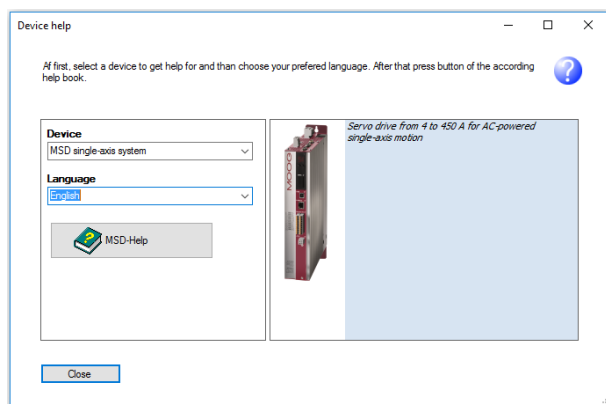 Device help
Af first, select a device to get help for and than choose your prefered language. After that press button of the according
help book.
Device
MSD single-axis system
Language
English
MSD-Help
MOOG
Servo drive from 4 to 450 A for AC-powered
single-axis motion
Close